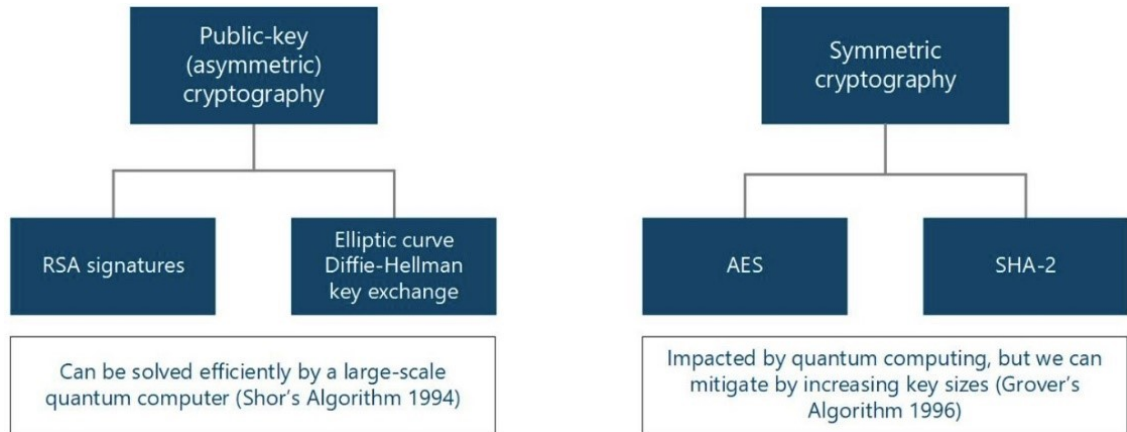 Public-key
(asymmetric)
cryptography
RSA signatures
Elliptic curve
Diffie-Hellman
key exchange
Can be solved efficiently by a large-scale
quantum computer (Shor's Algorithm 1994)
Symmetric
cryptography
AES
SHA-2
Impacted by quantum computing, but we can
mitigate by increasing key sizes (Grover's
Algorithm 1996)